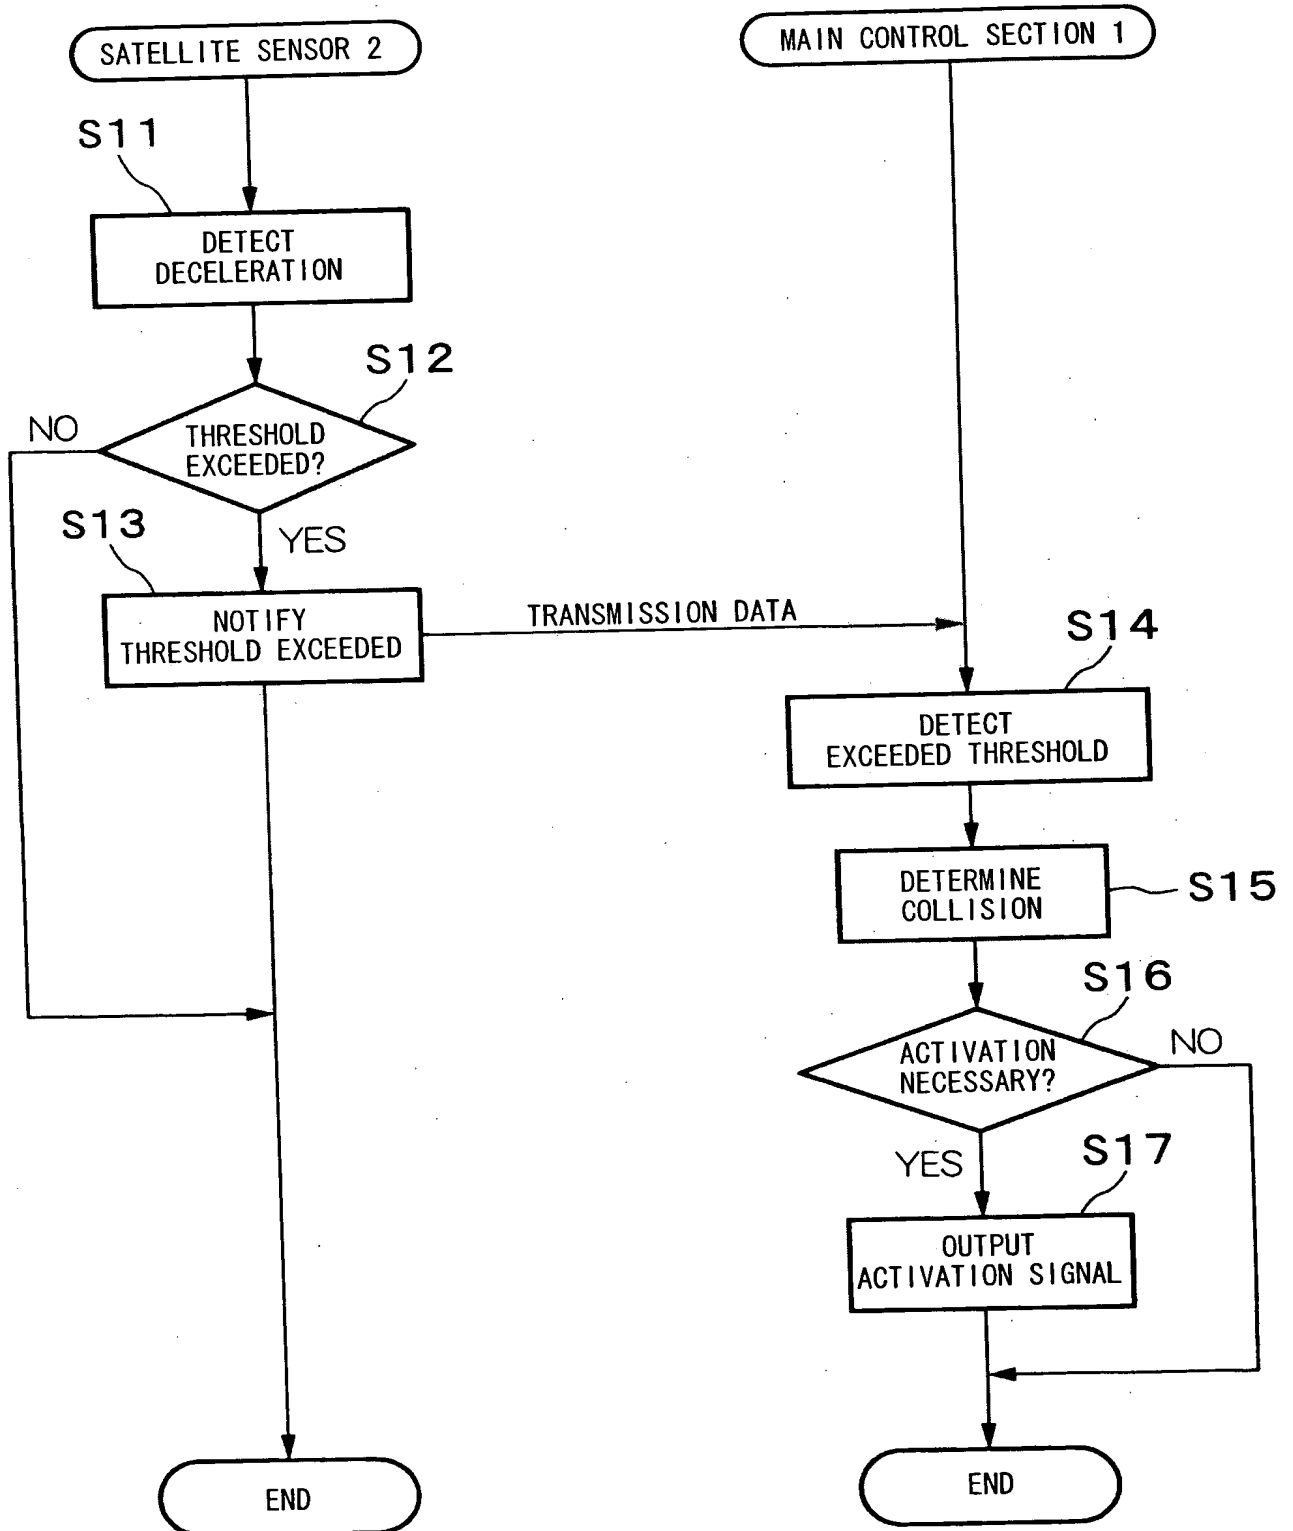 SATELLITE SENSOR 2
MAIN CONTROL SECTION 1
S11
DETECT
DECELERATION
S12
NO
THRESHOLD
EXCEEDED?
YES
S13
NOTIFY
THRESHOLD EXCEEDED
TRANSMISSION DATA
S14
DETECT
EXCEEDED THRESHOLD
DETERMINE
COLLISION
S15
S16
ACTIVATION
NECESSARY?
NO
YES
S17
OUTPUT
ACTIVATION SIGNAL
END
END